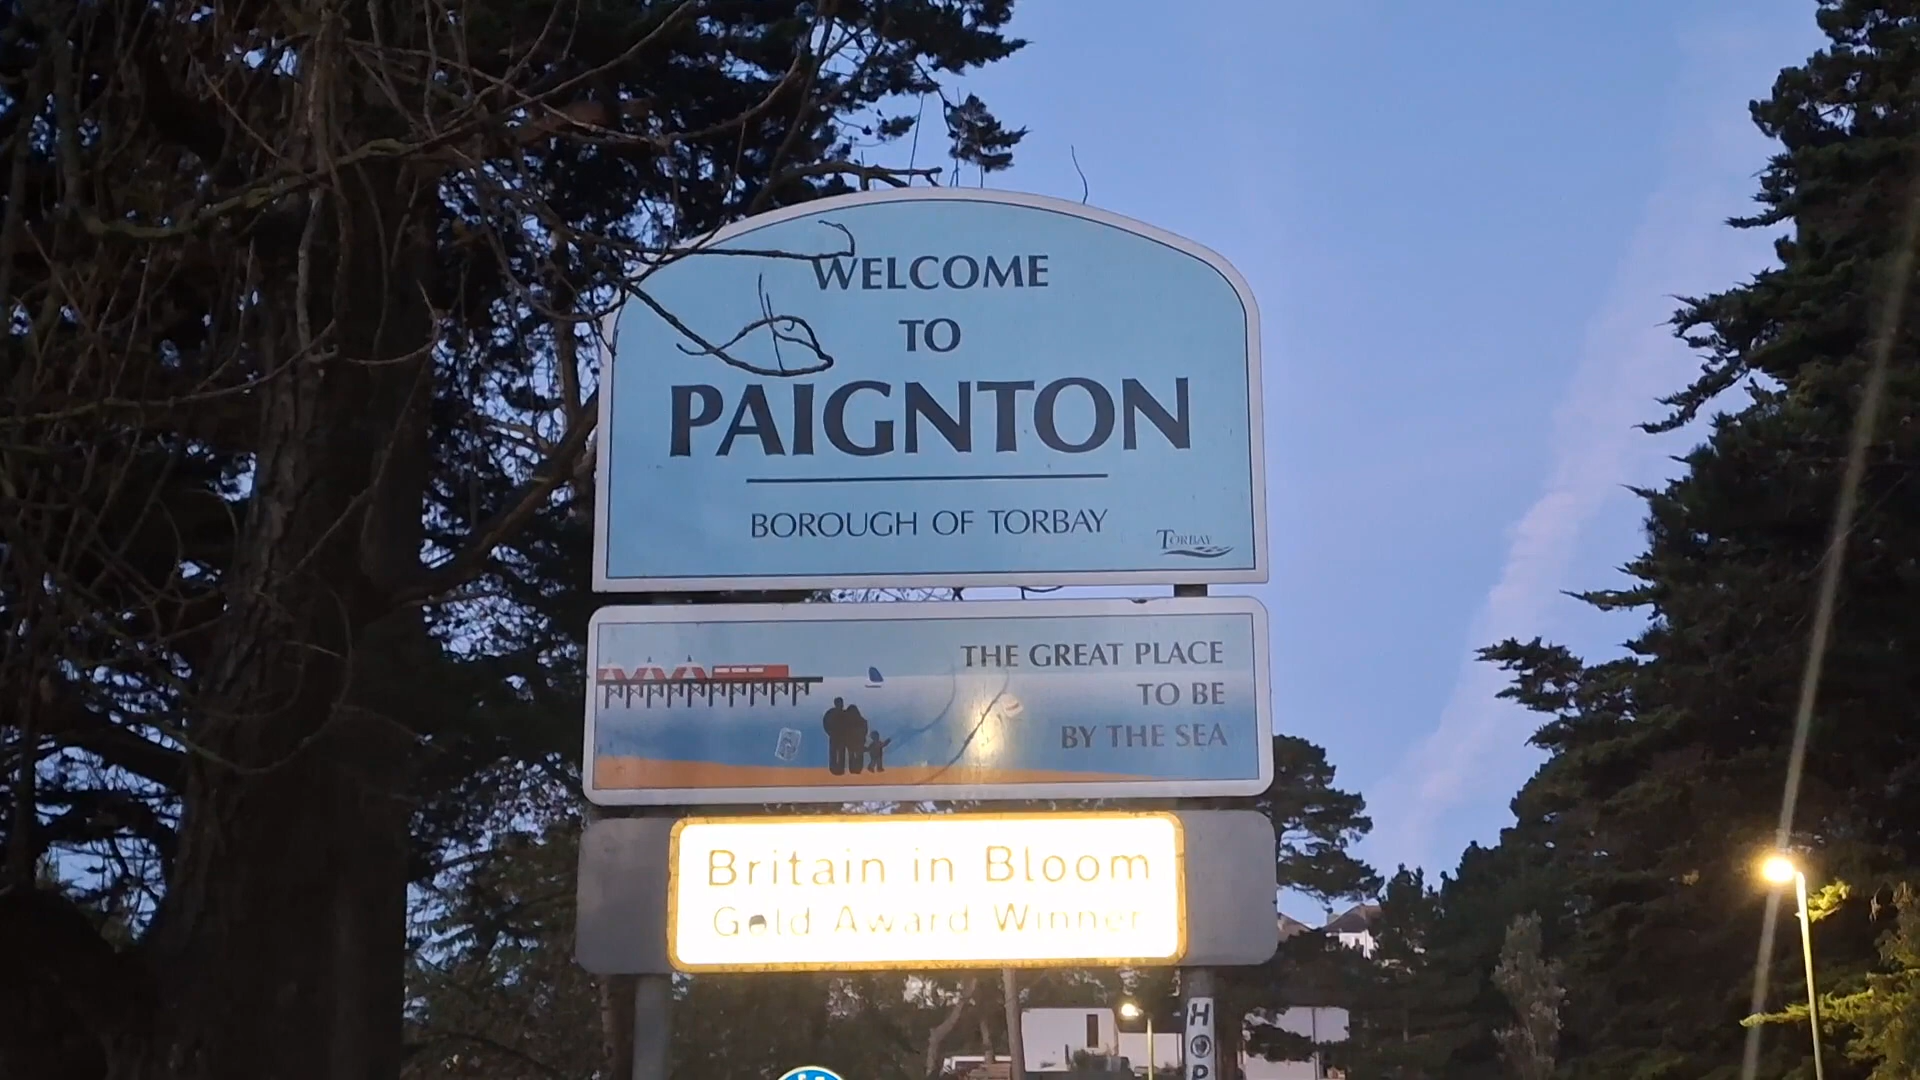 WELCOME
TO
PAIGNTON
BOROUGH OF TORBAY
TORBAY
THE GREAT PLACE
TO BE
BY THE SEA
Britain in Bloom
Gold Award Winner
HOP